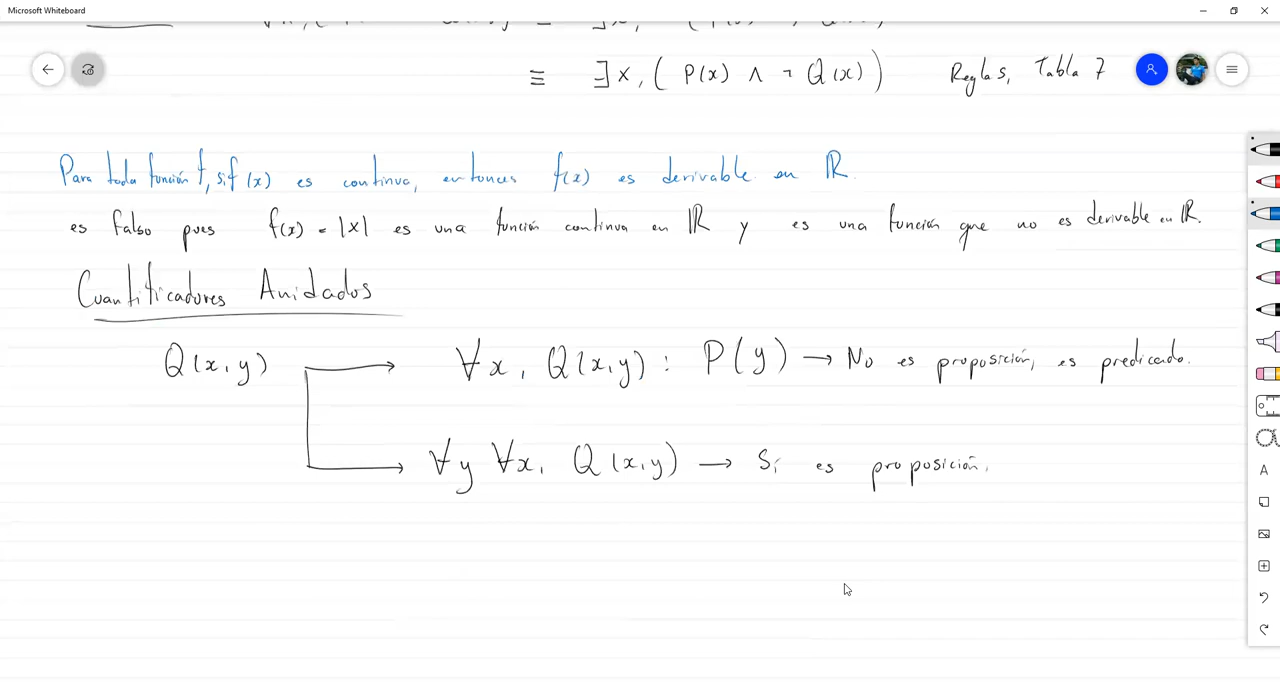 Microsoft Whiteboard
≡ ∃x, ( P(x) ∧ ¬ Q(x) ) Reglas, Tabla 7
Para toda función f, si f(x) es continua, entonces f(x) es derivable en ℝ.
es falso pues f(x) = |x| es una función continua en ℝ y es una función que no es derivable en ℝ.
Cuantificadores Anidados
Q(x,y) → ∀x, Q(x,y) : P(y) → No es proposición, es predicado.
→ ∀y ∀x, Q(x,y) → Sí es proposición.
A